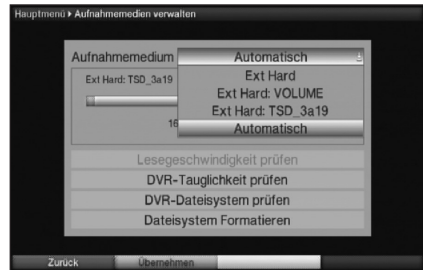 Hauptmenü ▸ Aufnahmemedien verwalten
Aufnahmemedium Automatisch
Ext Hard: TSD_3a19
Ext Hard
Ext Hard: VOLUME
Ext Hard: TSD_3a19
16
Automatisch
Lesegeschwindigkeit prüfen
DVR-Tauglichkeit prüfen
DVR-Dateisystem prüfen
Dateisystem Formatieren
Zurück Übernehmen